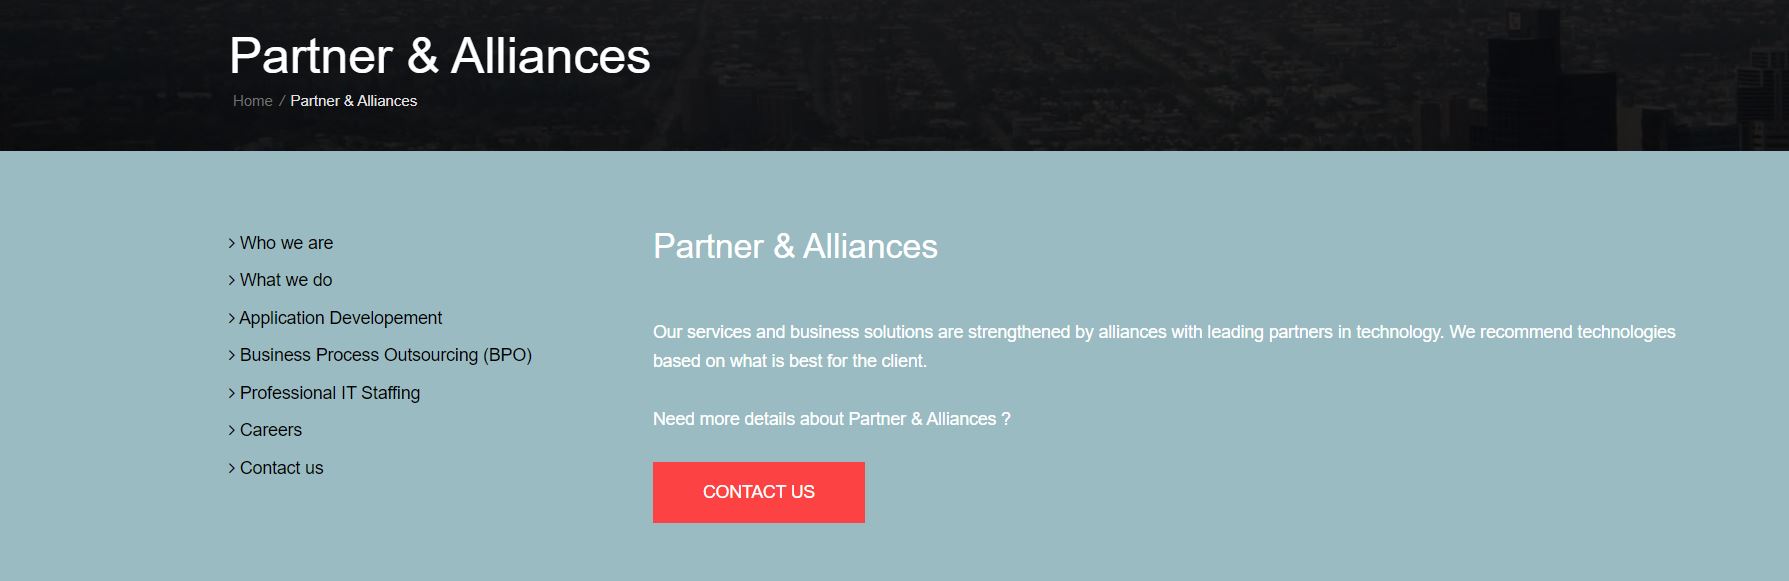 Partner & Alliances
Home / Partner & Alliances
> Who we are
> What we do
> Application Developement
> Business Process Outsourcing (BPO)
> Professional IT Staffing
> Careers
> Contact us
Partner & Alliances
Our services and business solutions are strengthened by alliances with leading partners in technology. We recommend technologies
based on what is best for the client.
Need more details about Partner & Alliances ?
CONTACT US